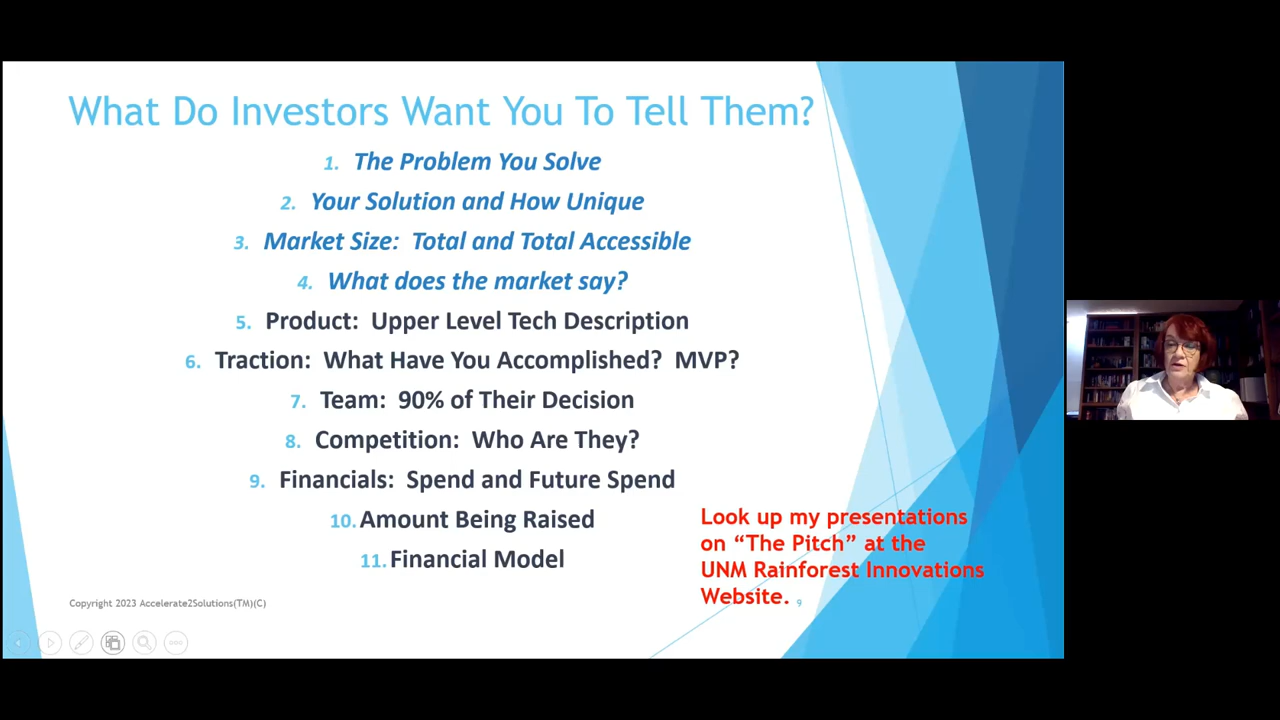 What Do Investors Want You To Tell Them?
1. The Problem You Solve
2. Your Solution and How Unique
3. Market Size: Total and Total Accessible
4. What does the market say?
5. Product: Upper Level Tech Description
6. Traction: What Have You Accomplished? MVP?
7. Team: 90% of Their Decision
8. Competition: Who Are They?
9. Financials: Spend and Future Spend
10. Amount Being Raised
11. Financial Model
Look up my presentations
on “The Pitch” at the
UNM Rainforest Innovations
Website.
Copyright 2023 Accelerate2Solutions(TM)(C)
9